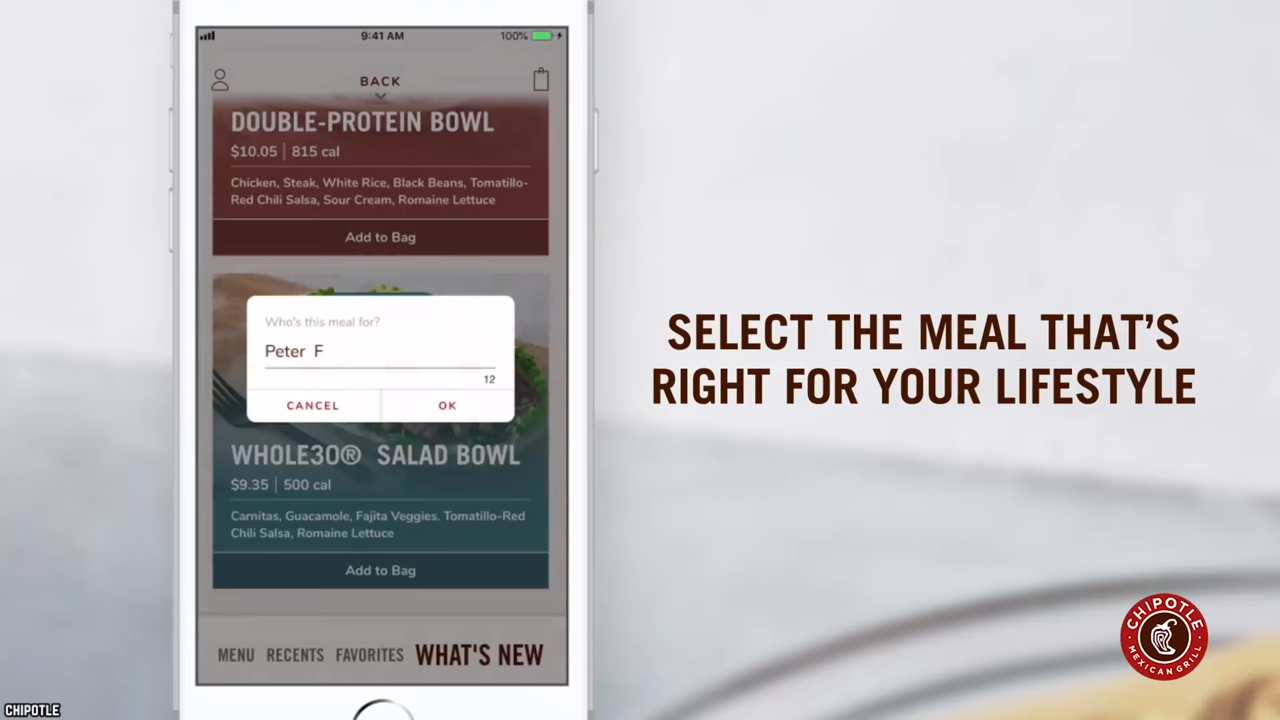 9:41 AM
100%
BACK
DOUBLE-PROTEIN BOWL
$10.05 | 815 cal
Chicken, Steak, White Rice, Black Beans, Tomatillo-
Red Chili Salsa, Sour Cream, Romaine Lettuce
Add to Bag
Who's this meal for?
Peter F
12
CANCEL OK
WHOLE30® SALAD BOWL
$9.35 | 500 cal
Carnitas, Guacamole, Fajita Veggies. Tomatillo-Red
Chili Salsa, Romaine Lettuce
Add to Bag
MENU RECENTS FAVORITES WHAT'S NEW
SELECT THE MEAL THAT’S
RIGHT FOR YOUR LIFESTYLE
CHIPOTLE
MEXICAN GRILL
CHIPOTLE